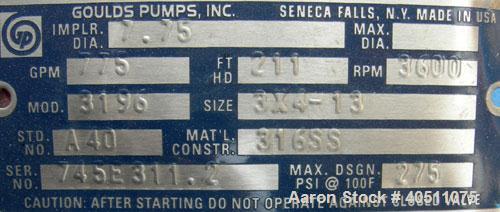 GOULDS PUMPS, INC. SENECA FALLS, N.Y. MADE IN USA
IMPLR. DIA. 7.75 MAX. DIA.
GPM 775 FT HD 211 RPM 3600
MOD. 3196 SIZE 3X4-13
STD. NO. A40 MAT'L. CONSTR. 316SS
SER. NO. 745E311.2 MAX. DSGN. PSI @ 100F 275
CAUTION: AFTER STARTING DO NOT OPERATE AGAINST CLOSED VALVE
Aaron Stock # 40511075